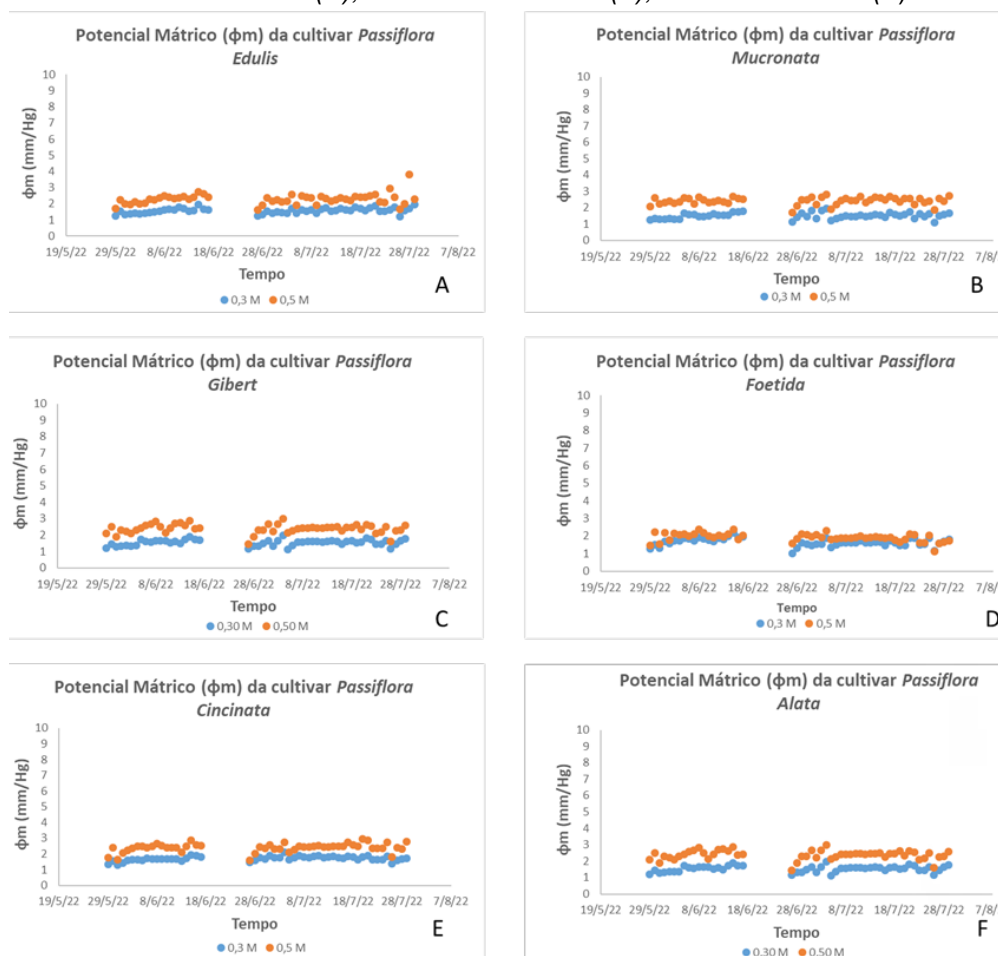 Potencial Mátrico (φm) da cultivar Passiflora
Edulis
10
9
8
7
6
5
4
3
2
1
0
φm (mm/Hg)
19/5/22 29/5/22 8/6/22 18/6/22 28/6/22 8/7/22 18/7/22 28/7/22 7/8/22
Tempo
0,3 M 0,5 M
A
Potencial Mátrico (φm) da cultivar Passiflora
Mucronata
10
9
8
7
6
5
4
3
2
1
0
φm (mm/Hg)
19/5/22 29/5/22 8/6/22 18/6/22 28/6/22 8/7/22 18/7/22 28/7/22 7/8/
Tempo
0,3 M 0,5 M
B
Potencial Mátrico (φm) da cultivar Passiflora
Gibert
10
9
8
7
6
5
4
3
2
1
0
φm (mm/Hg)
19/5/22 29/5/22 8/6/22 18/6/22 28/6/22 8/7/22 18/7/22 28/7/22 7/8/22
Tempo
0,30 M 0,50 M
C
Potencial Mátrico (φm) da cultivar Passiflora
Foetida
10
9
8
7
6
5
4
3
2
1
0
φm (mm/Hg)
19/5/22 29/5/22 8/6/22 18/6/22 28/6/22 8/7/22 18/7/22 28/7/22 7/8/
Tempo
0,3 M 0,5 M
D
Potencial Mátrico (φm) da cultivar Passiflora
Cincinata
10
9
8
7
6
5
4
3
2
1
0
φm (mm/Hg)
19/5/22 29/5/22 8/6/22 18/6/22 28/6/22 8/7/22 18/7/22 28/7/22 7/8/22
Tempo
0,3 M 0,5 M
E
Potencial Mátrico (φm) da cultivar Passiflora
Alata
10
9
8
7
6
5
4
3
2
1
0
φm (mm/Hg)
19/5/22 29/5/22 8/6/22 18/6/22 28/6/22 8/7/22 18/7/22 28/7/22 7/8/
Tempo
0,30 M 0,50 M
F